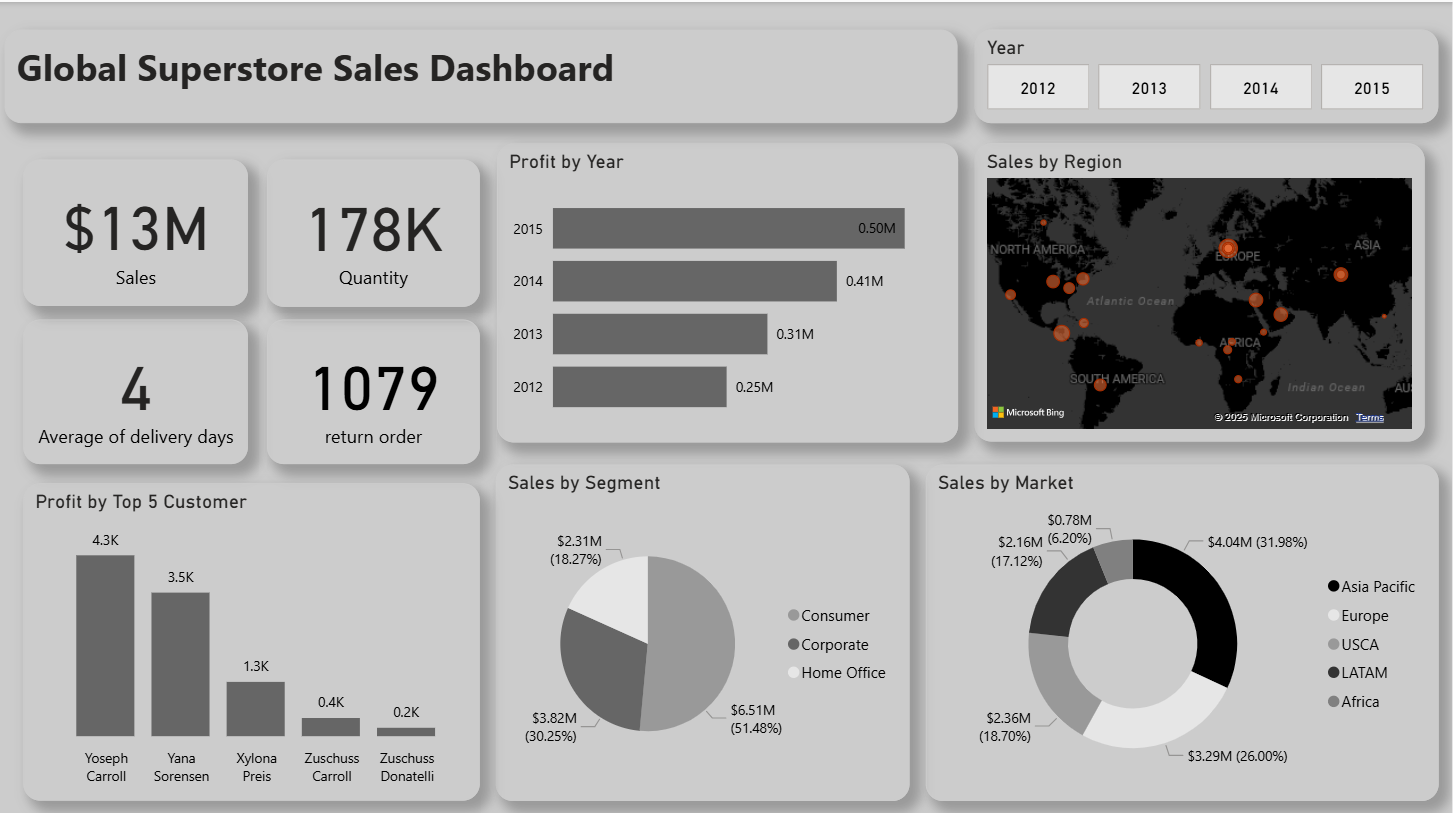 Global Superstore Sales Dashboard
Year
2012
2013
2014
2015
$13M
Sales
178K
Quantity
4
Average of delivery days
1079
return order
Profit by Year
2015
0.50M
2014
0.41M
2013
0.31M
2012
0.25M
Sales by Region
NORTH AMERICA
EUROPE
ASIA
Atlantic Ocean
AFRICA
SOUTH AMERICA
Indian Ocean
AU
Microsoft Bing
© 2025 Microsoft Corporation Terms
Profit by Top 5 Customer
4.3K
3.5K
1.3K
0.4K
0.2K
Yoseph
Carroll
Yana
Sorensen
Xylona
Preis
Zuschuss
Carroll
Zuschuss
Donatelli
Sales by Segment
$2.31M
(18.27%)
$3.82M
(30.25%)
$6.51M
(51.48%)
Consumer
Corporate
Home Office
Sales by Market
$0.78M
(6.20%)
$2.16M
(17.12%)
$4.04M (31.98%)
$2.36M
(18.70%)
$3.29M (26.00%)
Asia Pacific
Europe
USCA
LATAM
Africa